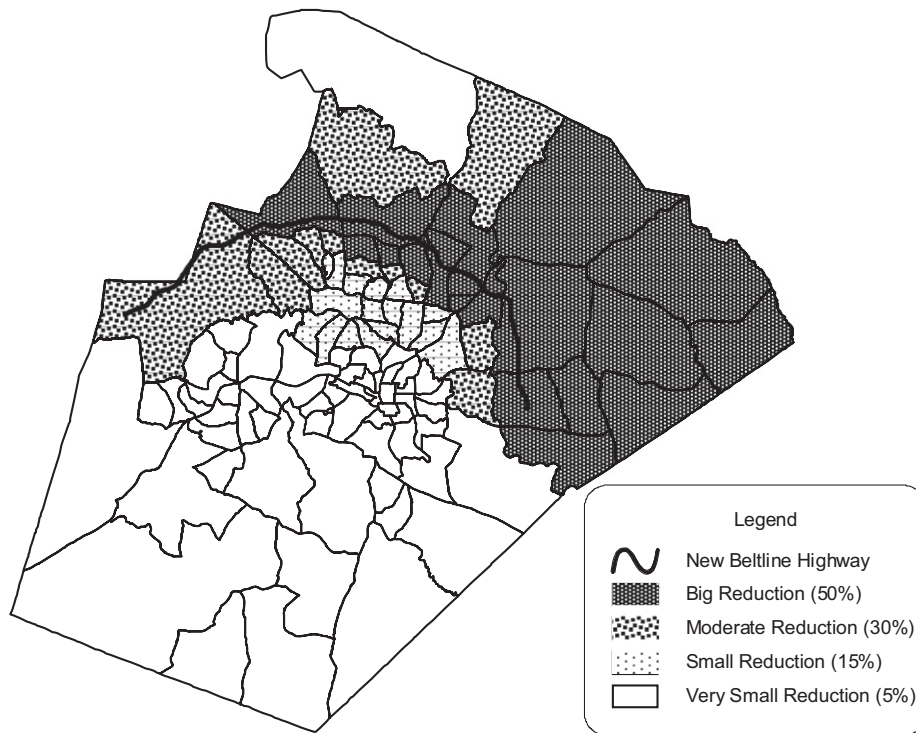 Legend
New Beltline Highway
Big Reduction (50%)
Moderate Reduction (30%)
Small Reduction (15%)
Very Small Reduction (5%)